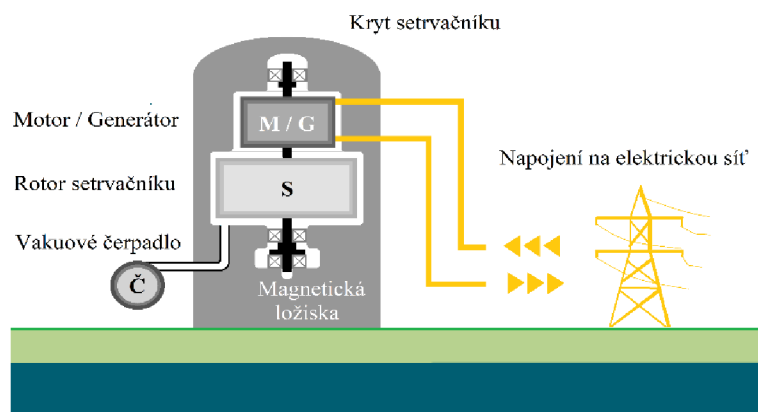 Kryt setrvačníku
Motor / Generátor
M / G
Napojení na elektrickou síť
Rotor setrvačníku
S
Vakuové čerpadlo
Č
Magnetická
ložiska